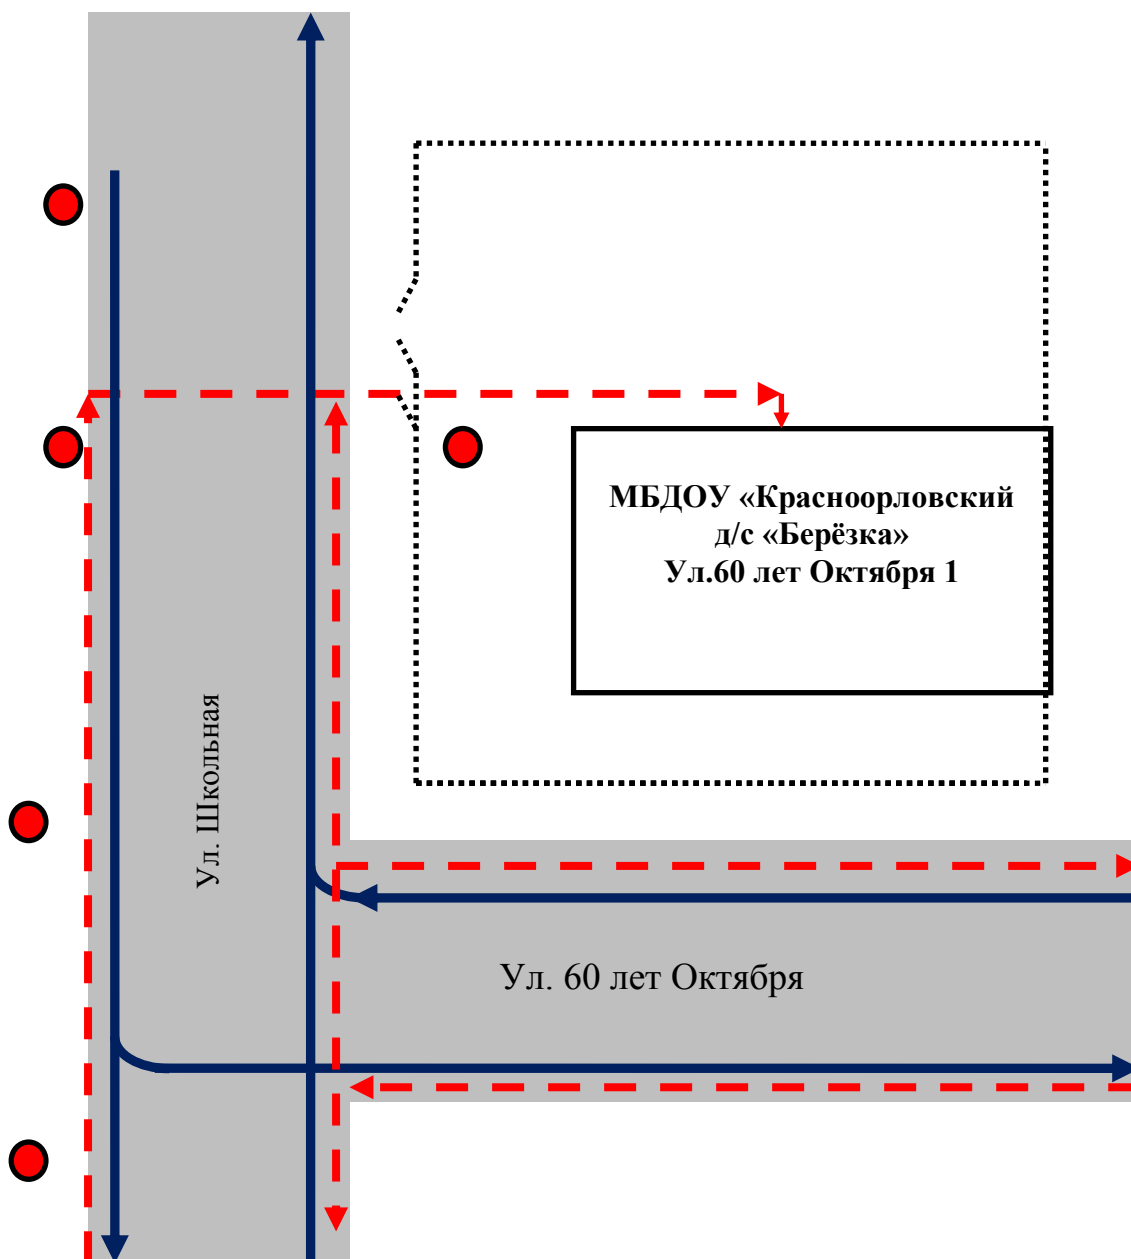 МБДОУ «Красноорловский
д/с «Берёзка»
Ул.60 лет Октября 1
Ул. Школьная
Ул. 60 лет Октября